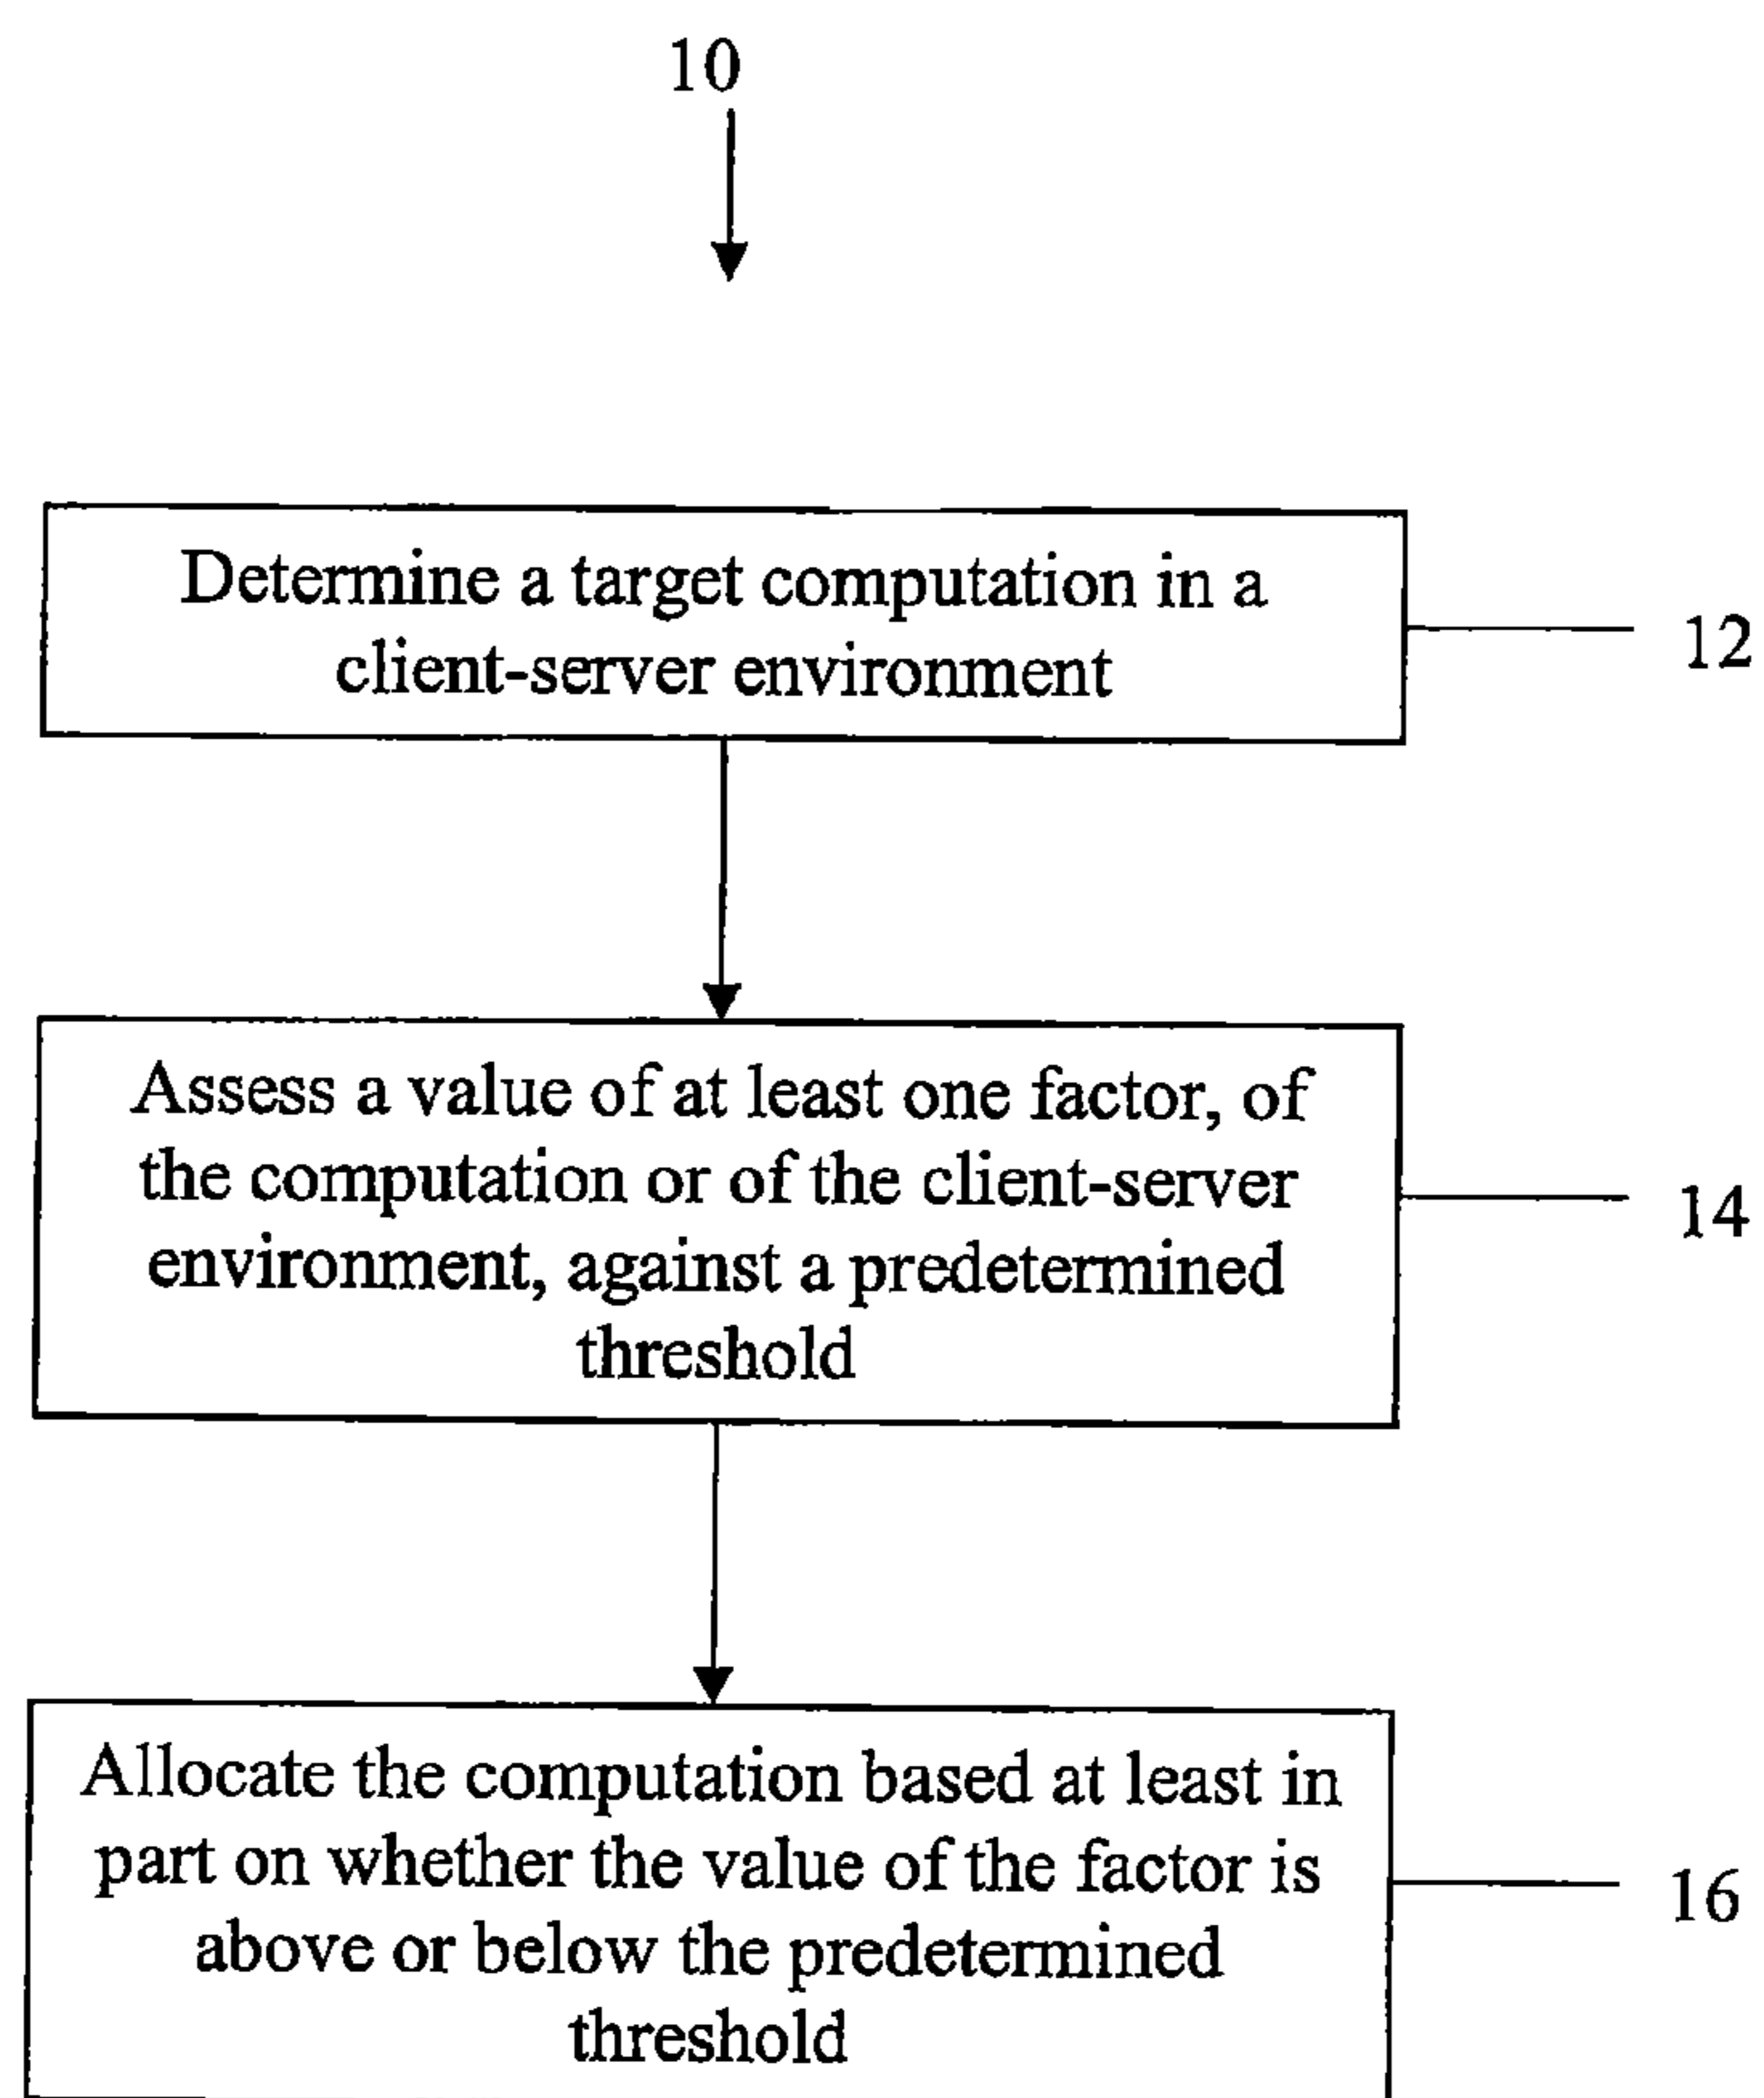 10
Determine a target computation in a
client-server environment
12
Assess a value of at least one factor, of
the computation or of the client-server
environment, against a predetermined
threshold
14
Allocate the computation based at least in
part on whether the value of the factor is
above or below the predetermined
threshold
16